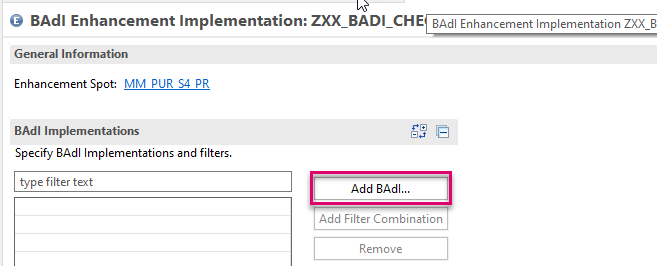 BAdI Enhancement Implementation: ZXX_BADI_CHEC
BAdI Enhancement Implementation ZXX_B
General Information
Enhancement Spot: MM_PUR_S4_PR
BAdI Implementations
Specify BAdI Implementations and filters.
type filter text
Add BAdI...
Add Filter Combination
Remove